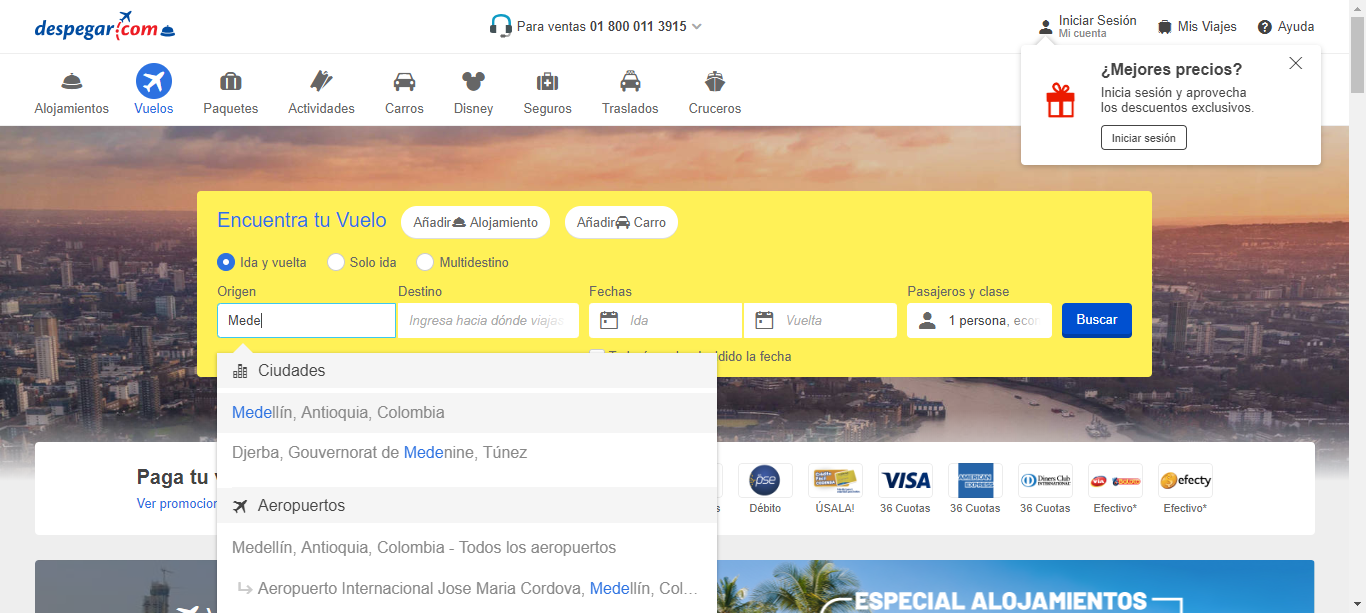 despegar.com
Para ventas 01 800 011 3915
Iniciar Sesión
Mi cuenta
Mis Viajes
Ayuda
¿Mejores precios?
Inicia sesión y aprovecha
los descuentos exclusivos.
Iniciar sesión
Alojamientos
Vuelos
Paquetes
Actividades
Carros
Disney
Seguros
Traslados
Cruceros
Encuentra tu Vuelo
Añadir Alojamiento
Añadir Carro
Ida y vuelta
Solo ida
Multidestino
Origen
Destino
Fechas
Pasajeros y clase
Mede
Ingresa hacia dónde viajas
Ida
Vuelta
1 persona, econ
Buscar
la fecha
Ciudades
Medellín, Antioquia, Colombia
Djerba, Gouvernorat de Medenine, Túnez
Aeropuertos
Medellín, Antioquia, Colombia - Todos los aeropuertos
Aeropuerto Internacional Jose Maria Cordova, Medellín, Col...
Paga tu
Ver promocion
pse
VISA
AMERICAN EXPRESS
Diners Club
INTERNATIONAL
efecty
Débito
ÚSALA!
36 Cuotas
36 Cuotas
36 Cuotas
Efectivo*
Efectivo*
ESPECIAL ALOJAMIENTOS